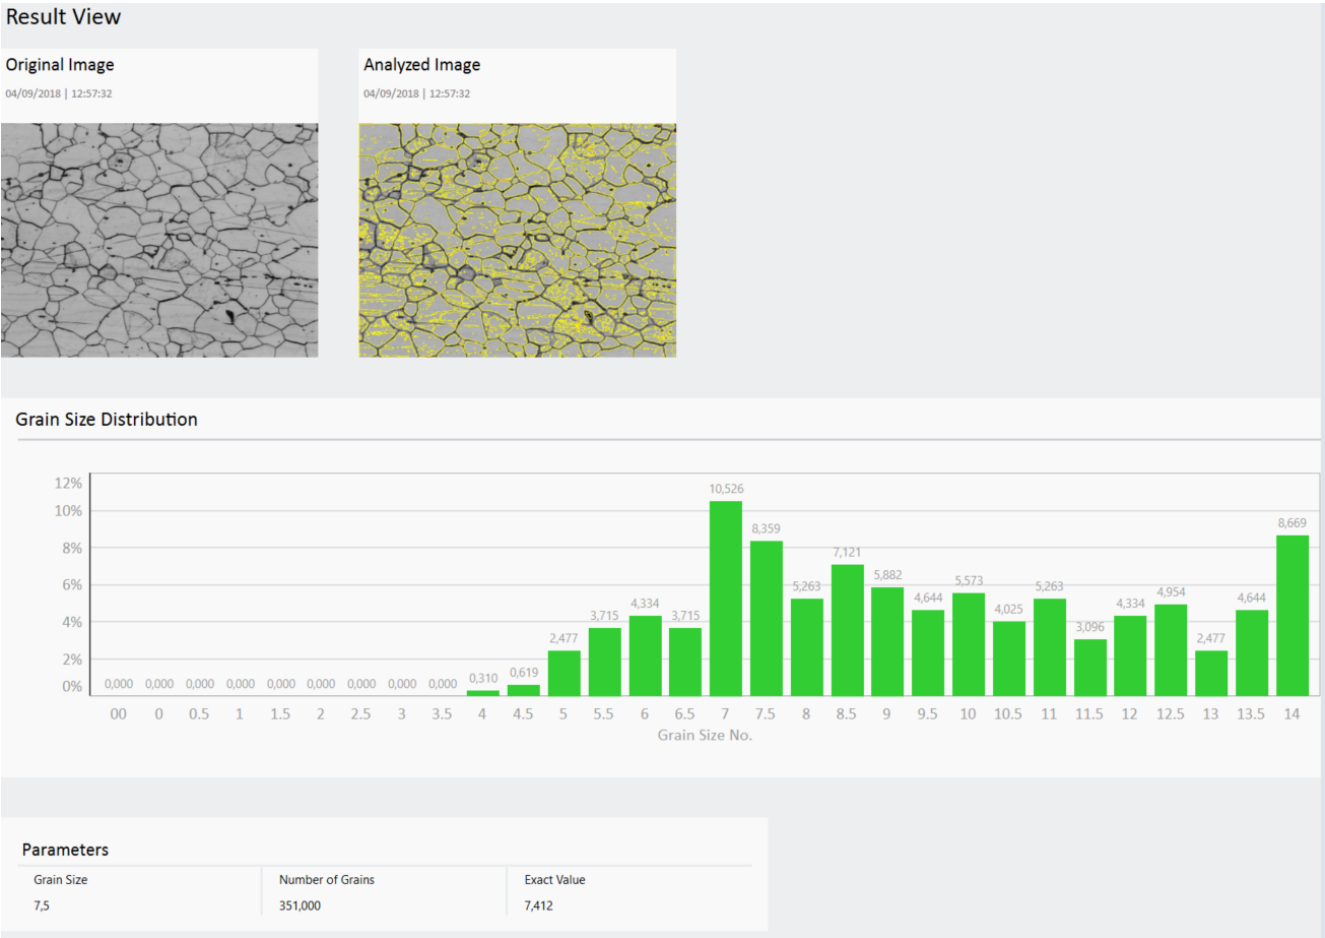 Result View
Original Image
04/09/2018 | 12:57:32
Analyzed Image
04/09/2018 | 12:57:32
Grain Size Distribution
12%
10%
8%
6%
4%
2%
0%
0,000 0,000 0,000 0,000 0,000 0,000 0,000 0,000 0,000 0,310 0,619 2,477 3,715 4,334 3,715 10,526 8,359 5,263 7,121 5,882 4,644 5,573 4,025 5,263 3,096 4,334 4,954 2,477 4,644 8,669
00 0 0.5 1 1.5 2 2.5 3 3.5 4 4.5 5 5.5 6 6.5 7 7.5 8 8.5 9 9.5 10 10.5 11 11.5 12 12.5 13 13.5 14
Grain Size No.
Parameters
Grain Size Number of Grains Exact Value
7,5 351,000 7,412